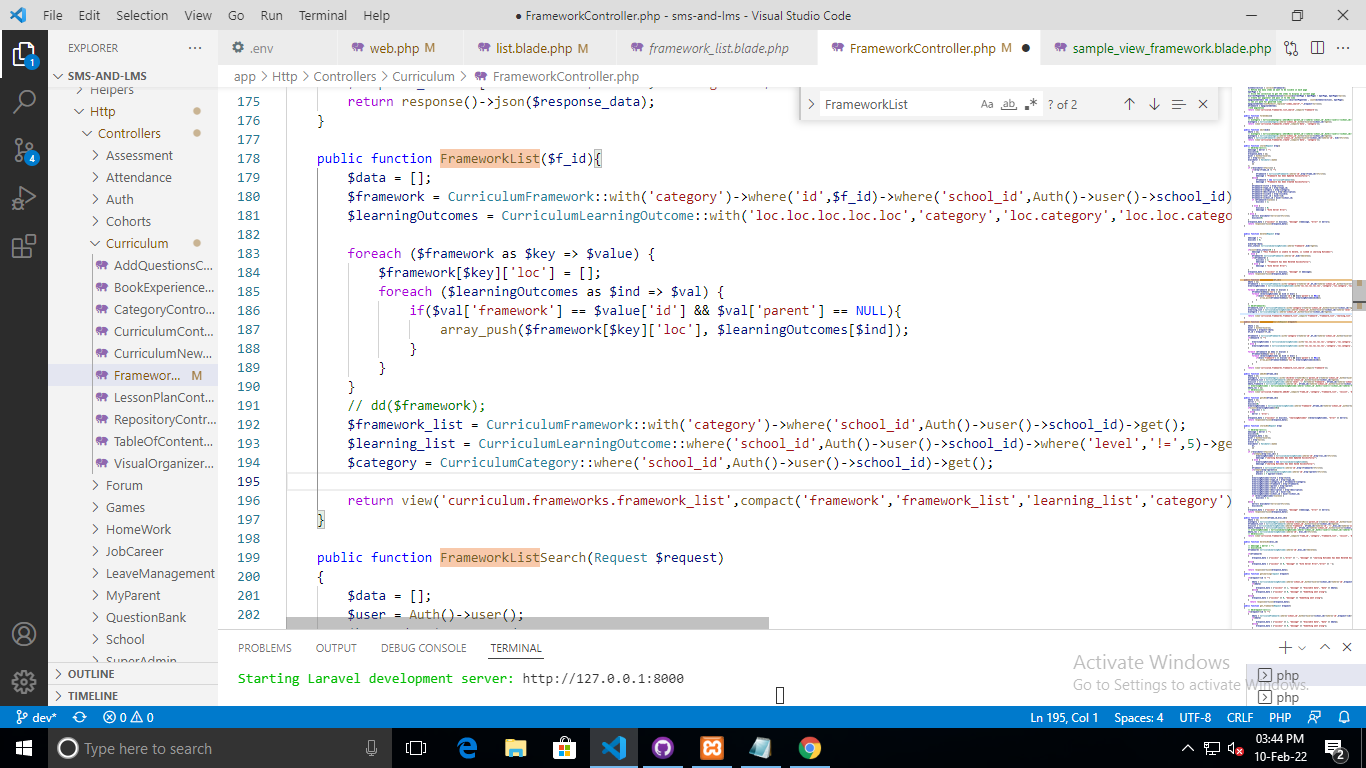 File Edit Selection View Go Run Terminal Help
● FrameworkController.php - sms-and-lms - Visual Studio Code
EXPLORER
.env
web.php M
list.blade.php M
framework_list.blade.php
FrameworkController.php M
sample_view_framework.blade.php
SMS-AND-LMS
Helpers
Http
Controllers
Assessment
Attendance
Auth
Cohorts
Curriculum
AddQuestionsC...
BookExperience...
CategoryContro...
CurriculumCont...
CurriculumNew...
Framewor... M
LessonPlanCont...
RepositoryContr...
TableOfContent...
VisualOrganizer...
Forum
Games
HomeWork
JobCareer
LeaveManagement
MyParent
QuestionBank
School
SuperAdmin
OUTLINE
TIMELINE
1
4
app > Http > Controllers > Curriculum > FrameworkController.php
FrameworkList
Aa ab .* ? of 2
175 return response()->json($response_data);
176 }
177
178 public function FrameworkList($f_id){
179 $data = [];
180 $framework = CurriculumFramework::with('category')->where('id',$f_id)->where('school_id',Auth()->user()->school_id)
181 $learningOutcomes = CurriculumLearningOutcome::with('loc.loc.loc.loc.loc','category','loc.category','loc.loc.catego
182
183 foreach ($framework as $key => $value) {
184 $framework[$key]['loc'] = [];
185 foreach ($learningOutcomes as $ind => $val) {
186 if($val['framework'] == $value['id'] && $val['parent'] == NULL){
187 array_push($framework[$key]['loc'], $learningOutcomes[$ind]);
188 }
189 }
190 }
191 // dd($framework);
192 $framework_list = CurriculumFramework::with('category')->where('school_id',Auth()->user()->school_id)->get();
193 $learning_list = CurriculumLearningOutcome::where('school_id',Auth()->user()->school_id)->where('level','!=',5)->ge
194 $category = CurriculumCategory::where('school_id',Auth()->user()->school_id)->get();
195
196 return view('curriculum.frameworks.framework_list',compact('framework','framework_list','learning_list','category')
197 }
198
199 public function FrameworkListSearch(Request $request)
200 {
201 $data = [];
202 $user = Auth()->user();
PROBLEMS OUTPUT DEBUG CONSOLE TERMINAL
Starting Laravel development server: http://127.0.0.1:8000
php
php
Activate Windows
Go to Settings to activate Windows.
dev* 0 0
Ln 195, Col 1 Spaces: 4 UTF-8 CRLF PHP
Type here to search
03:44 PM
10-Feb-22
2